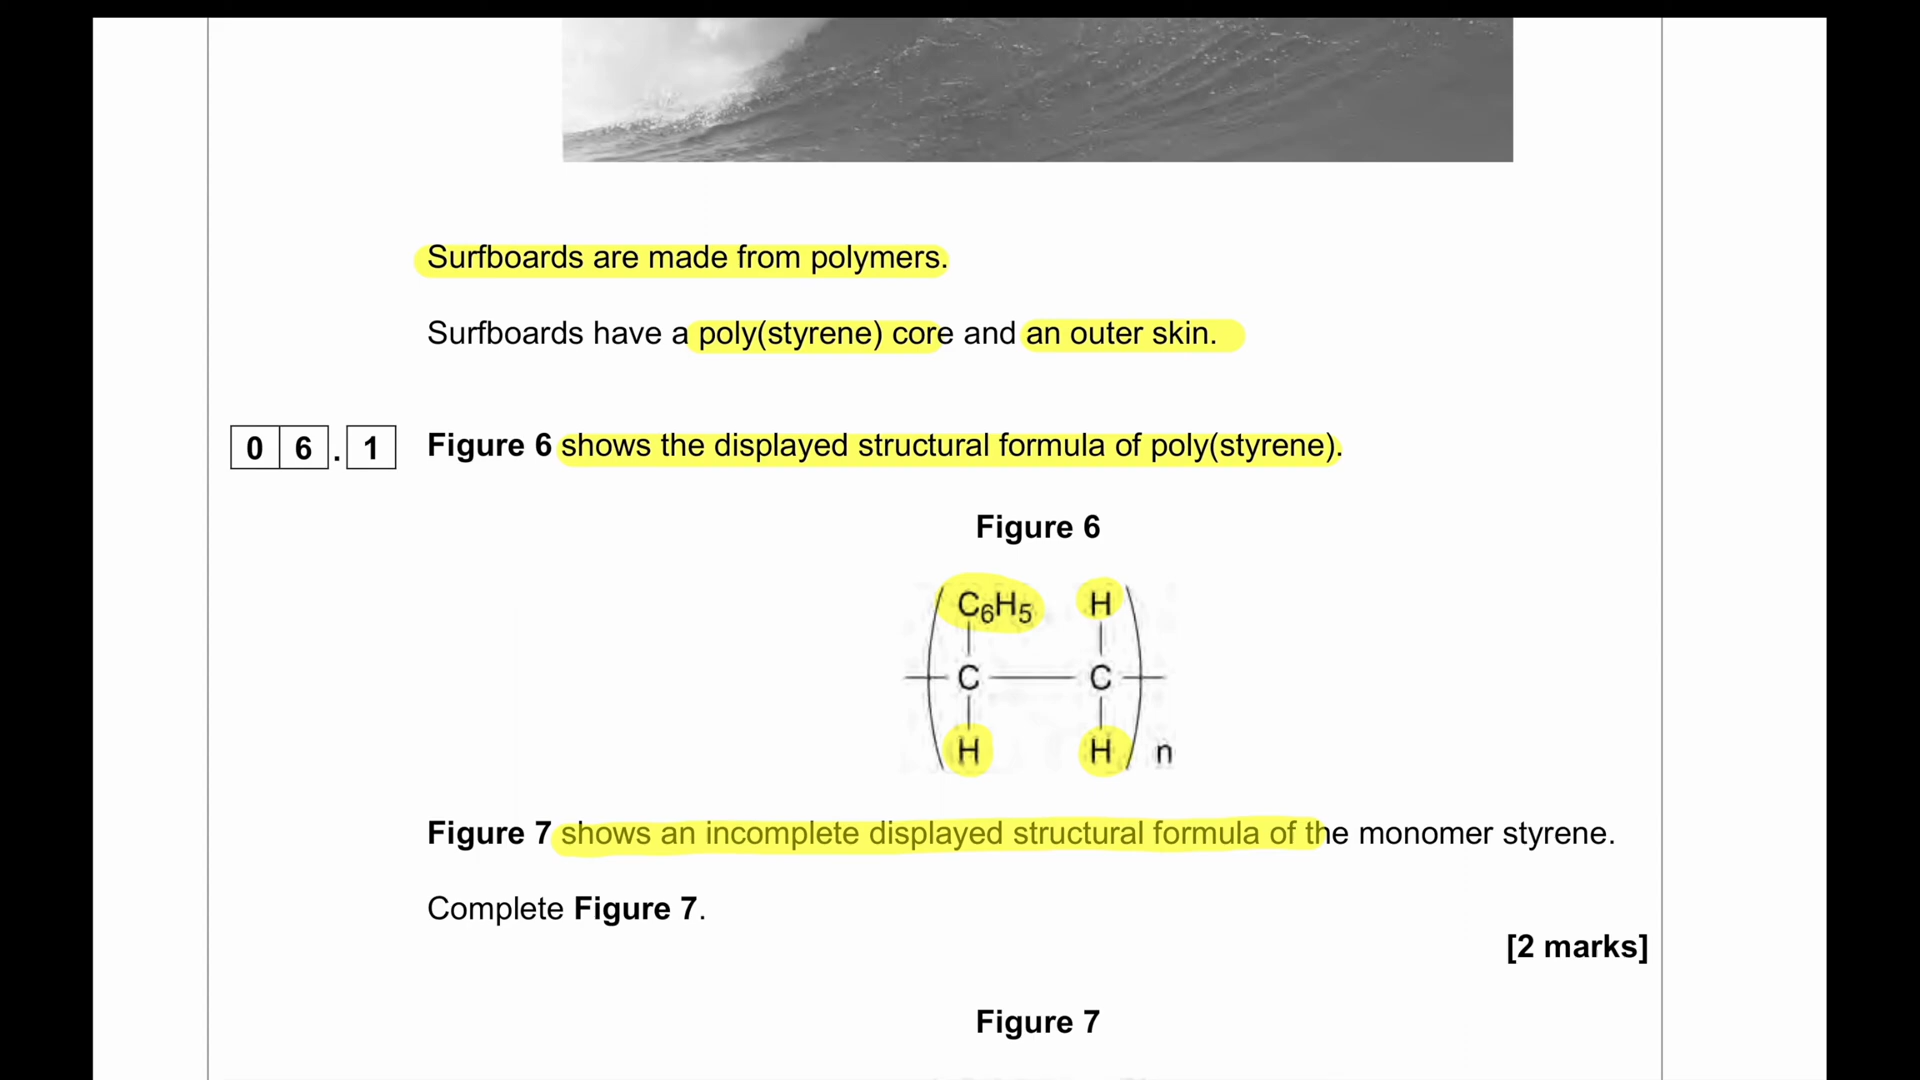 Surfboards are made from polymers.
Surfboards have a poly(styrene) core and an outer skin.
0 6 . 1 Figure 6 shows the displayed structural formula of poly(styrene).
Figure 6
C₆H₅ H
C C
H H n
Figure 7 shows an incomplete displayed structural formula of the monomer styrene.
Complete Figure 7.
[2 marks]
Figure 7